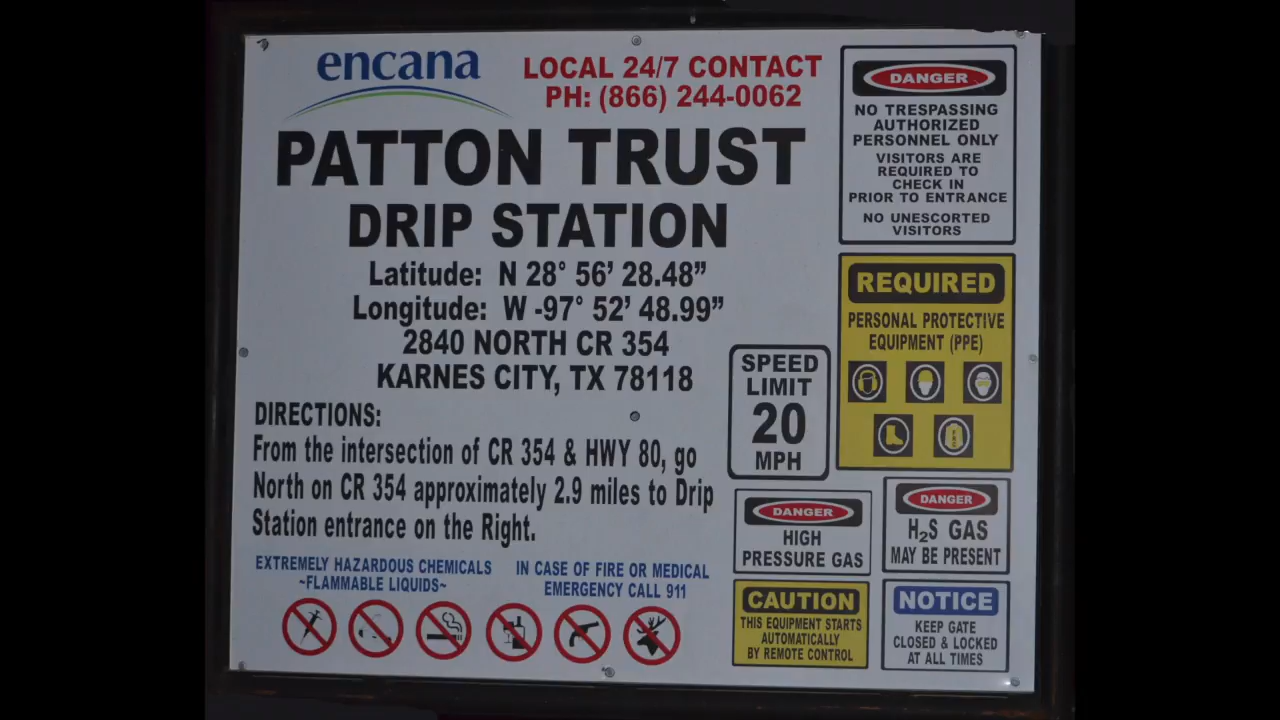 encana
LOCAL 24/7 CONTACT
PH: (866) 244-0062
PATTON TRUST
DRIP STATION
Latitude: N 28° 56' 28.48”
Longitude: W -97° 52' 48.99”
2840 NORTH CR 354
KARNES CITY, TX 78118
DIRECTIONS:
From the intersection of CR 354 & HWY 80, go
North on CR 354 approximately 2.9 miles to Drip
Station entrance on the Right.
EXTREMELY HAZARDOUS CHEMICALS
~FLAMMABLE LIQUIDS~
IN CASE OF FIRE OR MEDICAL
EMERGENCY CALL 911
DANGER
NO TRESPASSING
AUTHORIZED
PERSONNEL ONLY
VISITORS ARE
REQUIRED TO
CHECK IN
PRIOR TO ENTRANCE
NO UNESCORTED
VISITORS
REQUIRED
PERSONAL PROTECTIVE
EQUIPMENT (PPE)
SPEED
LIMIT
20
MPH
DANGER
HIGH
PRESSURE GAS
DANGER
H₂S GAS
MAY BE PRESENT
CAUTION
THIS EQUIPMENT STARTS
AUTOMATICALLY
BY REMOTE CONTROL
NOTICE
KEEP GATE
CLOSED & LOCKED
AT ALL TIMES